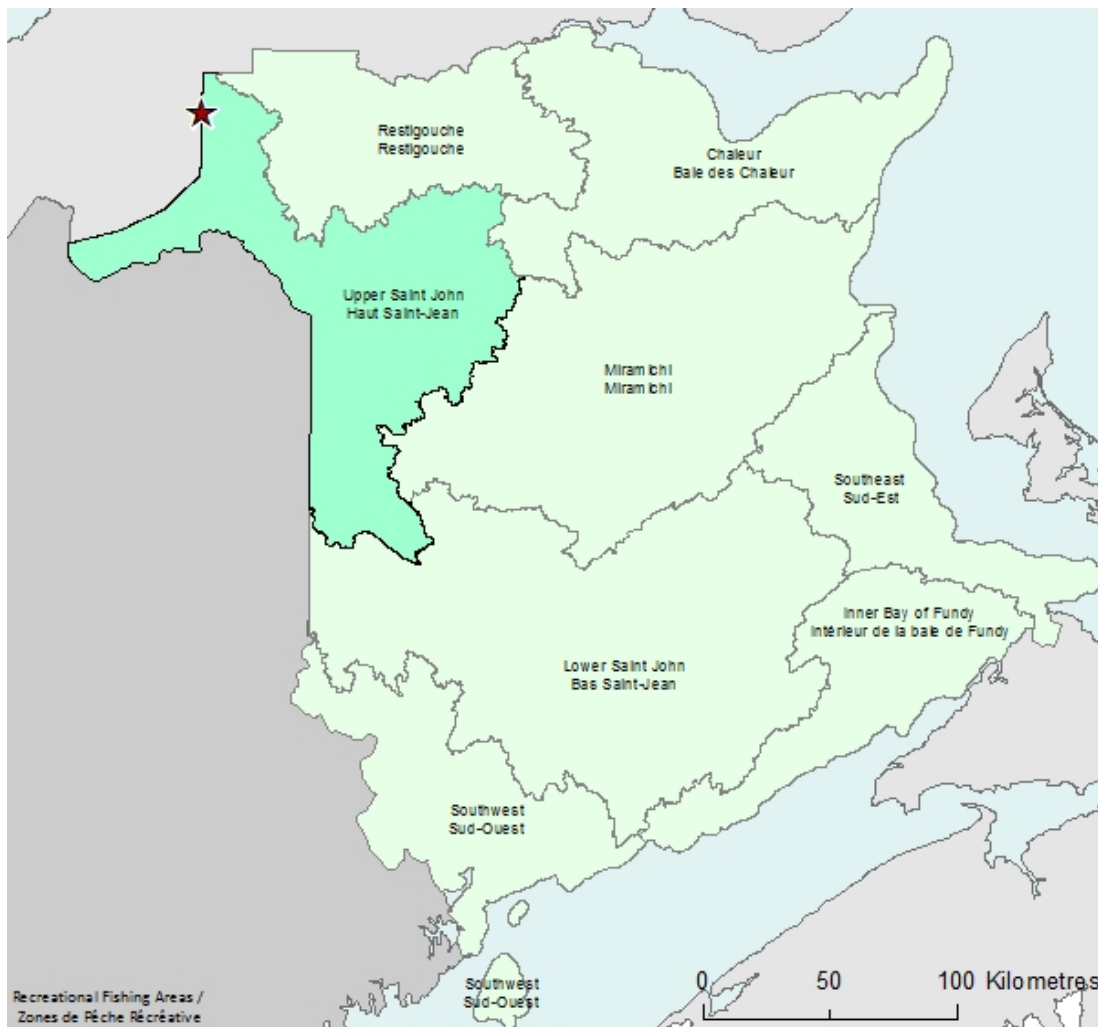 Restigouche
Restigouche
Chaleur
Baie des Chaleur
Upper Saint John
Haut Saint-Jean
Miramichi
Miramichi
Southeast
Sud-Est
Inner Bay of Fundy
Intérieur de la baie de Fundy
Lower Saint John
Bas Saint-Jean
Southwest
Sud-Ouest
Southwest
Sud-Ouest
0 50 100 Kilometres
Recreational Fishing Areas /
Zones de Pêche Récréative